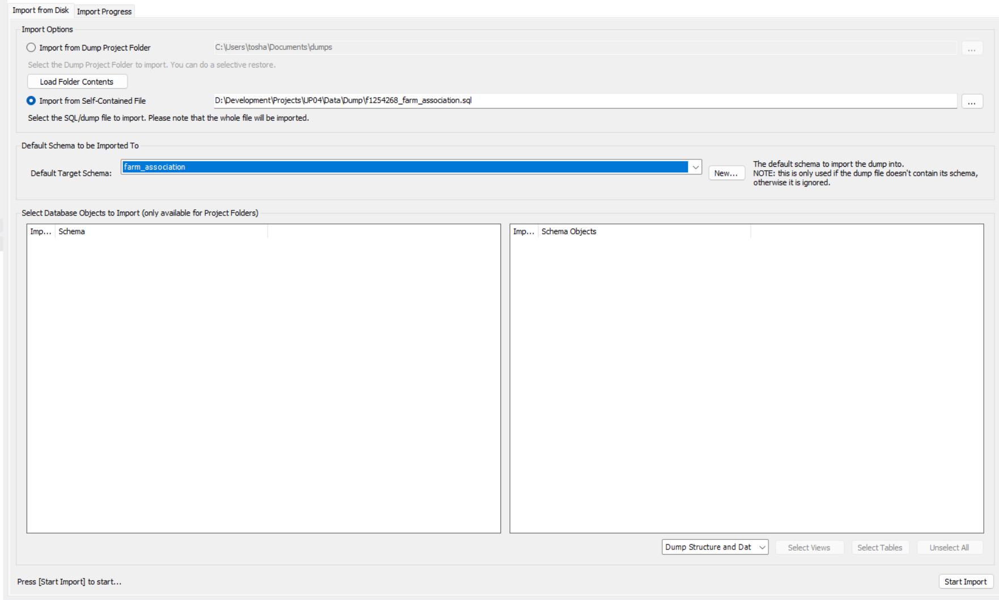 Import from Disk Import Progress
Import Options
Import from Dump Project Folder C:\Users\tosha\Documents\dumps ...
Select the Dump Project Folder to import. You can do a selective restore.
Load Folder Contents
Import from Self-Contained File D:\Development\Projects\UP04\Data\Dump\f1254268_farm_association.sql ...
Select the SQL/dump file to import. Please note that the whole file will be imported.
Default Schema to be Imported To
Default Target Schema: farm_association New...
The default schema to import the dump into.
NOTE: this is only used if the dump file doesn't contain its schema,
otherwise it is ignored.
Select Database Objects to Import (only available for Project Folders)
Imp... Schema Imp... Schema Objects
Dump Structure and Dat Select Views Select Tables Unselect All
Press [Start Import] to start... Start Import